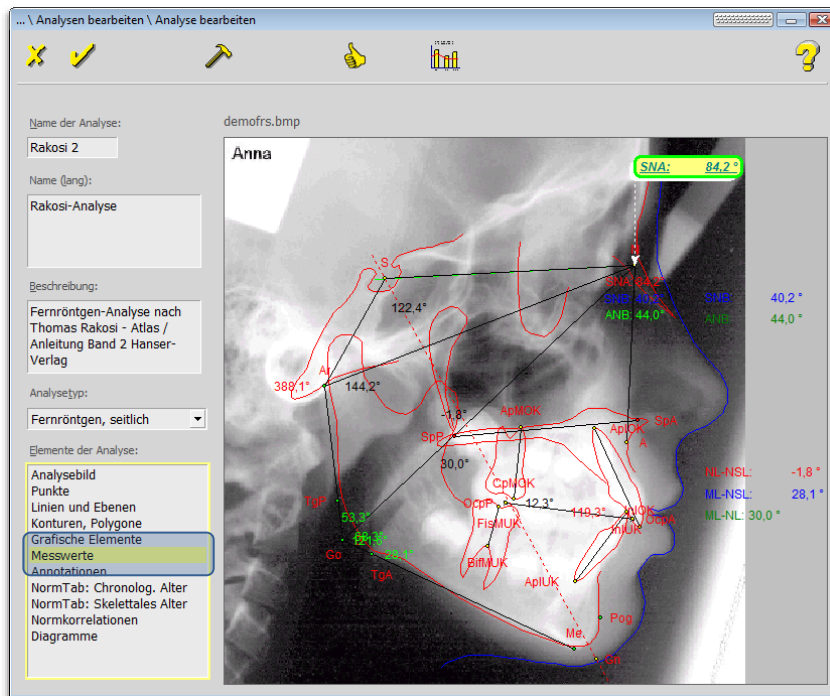 ... \ Analysen bearbeiten \ Analyse bearbeiten
Name der Analyse:
Rakosi 2
Name (lang):
Rakosi-Analyse
Beschreibung:
Fernröntgen-Analyse nach
Thomas Rakosi - Atlas /
Anleitung Band 2 Hanser-
Verlag
Analysetyp:
Fernröntgen, seitlich
Elemente der Analyse:
Analysebild
Punkte
Linien und Ebenen
Konturen, Polygone
Grafische Elemente
Messwerte
Annotationen
NormTab: Chronolog. Alter
NormTab: Skelettales Alter
Normkorrelationen
Diagramme
demofrs.bmp
Anna
SNA: 84,2 °
S
SNA: 84,2 °
SNB: 40,2 °
ANB: 44,0°
SNB: 40,2 °
ANB: 44,0 °
122,4°
Ar
388,1°
144,2°
-1,8°
ApMOK
SpA
SpP
ApIOK
A
30,0°
NL-NSL: -1,8 °
CpMOK
ML-NSL: 28,1 °
TgP
OcpP
12,3°
110,3°
OcpA
ML-NL: 30,0 °
53,3°
FisMUK
InIUK
Go
28,1°
TgA
BifMUK
ApIUK
Pog
Me
Gn